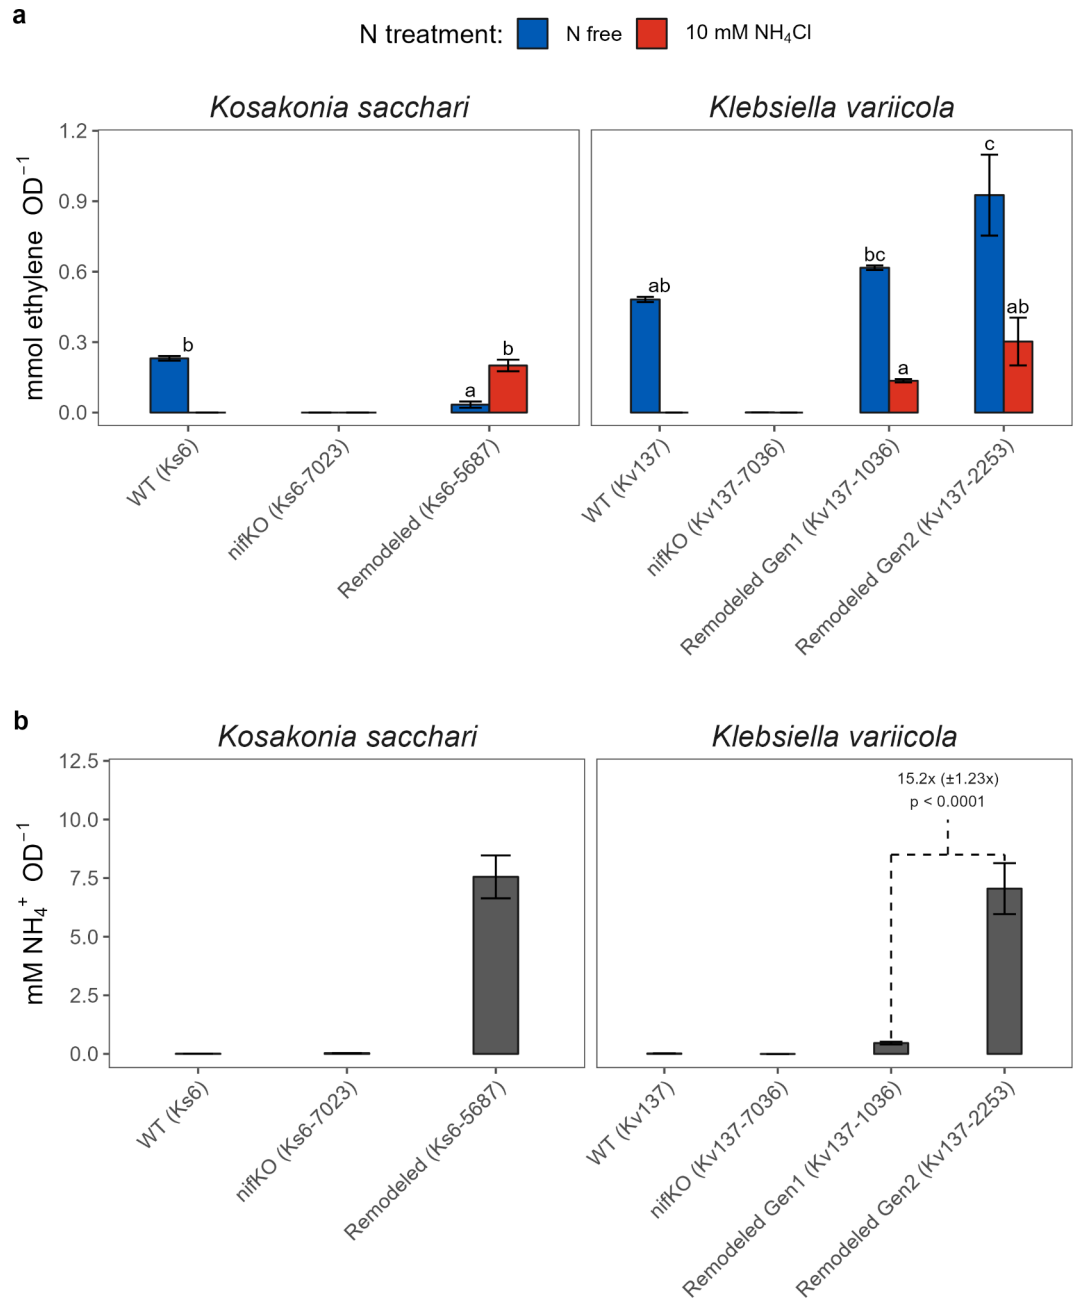 a
N treatment: N free 10 mM NH₄Cl
Kosakonia sacchari
Klebsiella variicola
mmol ethylene OD⁻¹
1.2
0.9
0.6
0.3
0.0
b
a
b
ab
bc
a
c
ab
WT (Ks6)
nifKO (Ks6-7023)
Remodeled (Ks6-5687)
WT (Kv137)
nifKO (Kv137-7036)
Remodeled Gen1 (Kv137-1036)
Remodeled Gen2 (Kv137-2253)
b
Kosakonia sacchari
Klebsiella variicola
mM NH₄⁺ OD⁻¹
12.5
10.0
7.5
5.0
2.5
0.0
15.2x (±1.23x)
p < 0.0001
WT (Ks6)
nifKO (Ks6-7023)
Remodeled (Ks6-5687)
WT (Kv137)
nifKO (Kv137-7036)
Remodeled Gen1 (Kv137-1036)
Remodeled Gen2 (Kv137-2253)